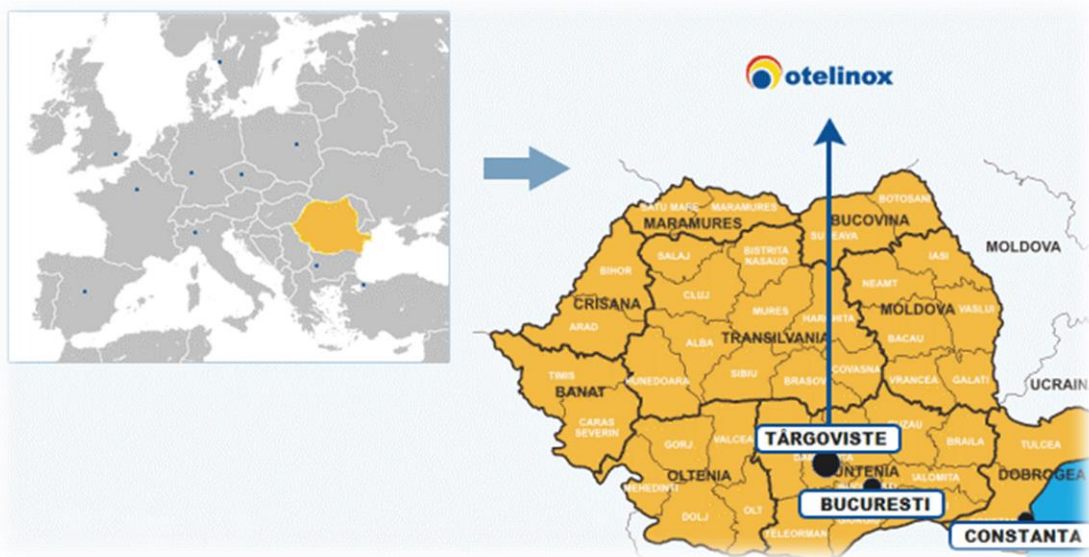 otelinox
SATU MARE
MARAMURES
MARAMURES
BOTOSANI
BUCOVINA
SUCEAVA
MOLDOVA
SALAJ
BISTRITA
NASAUD
IASI
BIHOR
NEAMT
CLUJ
CRISANA
MURES
HARGHITA
MOLDOVA
VASLUI
ARAD
ALBA
TRANSILVANIA
BACAU
TIMIS
HUNEDOARA
SIBIU
BRASOV
COVASNA
VRANCEA
GALATI
UCRAIN
BANAT
CARAS
SEVERIN
GORJ
VALCEA
TÂRGOVISTE
BRAILA
TULCEA
OLTENIA
UNTENIA
IALOMITA
DOBROGEA
MEHEDINTI
BUCURESTI
DOLJ
OLT
TELEORMAN
CONSTANTA